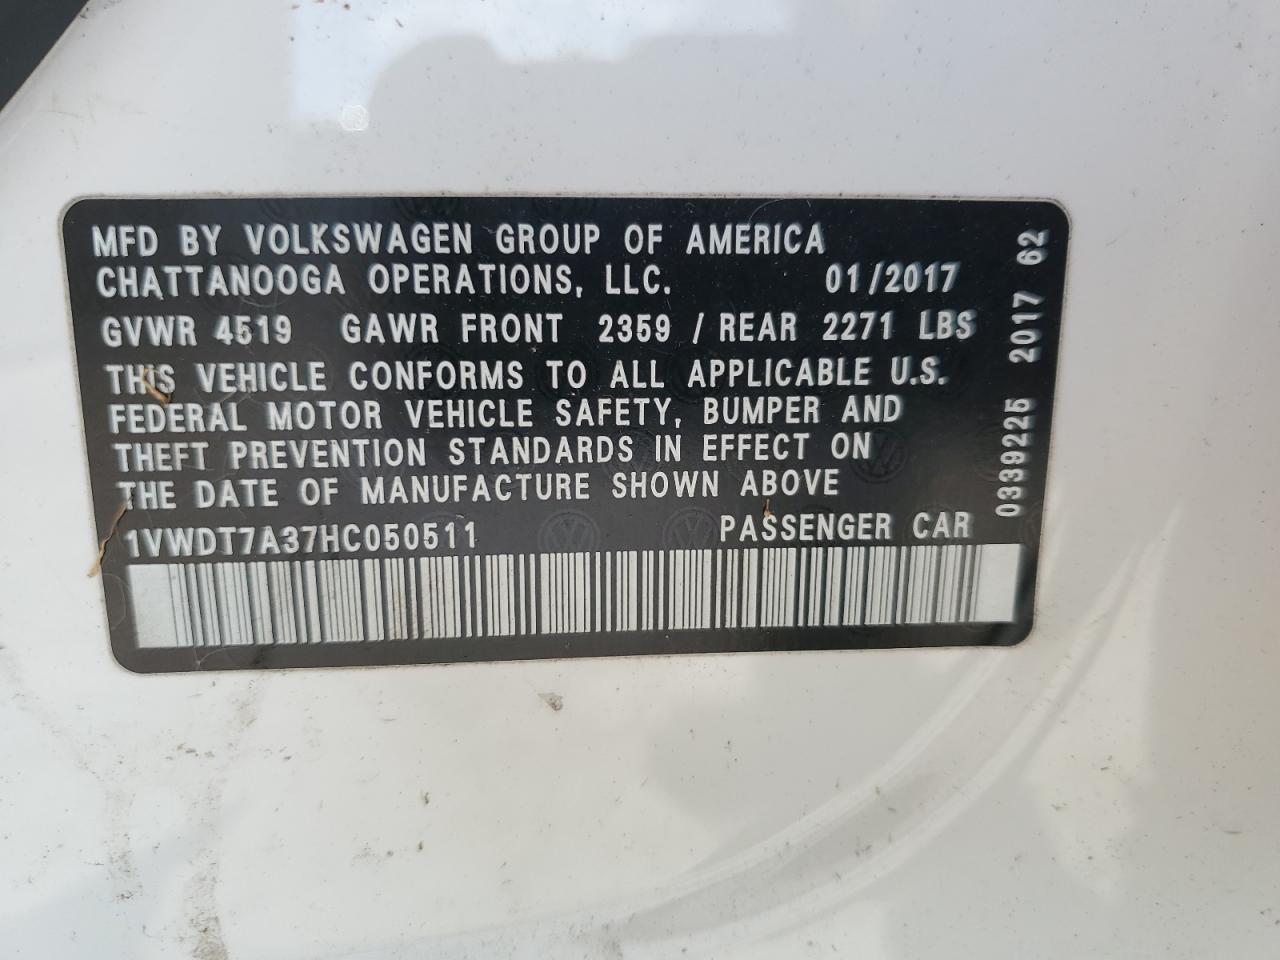 MFD BY VOLKSWAGEN GROUP OF AMERICA
CHATTANOOGA OPERATIONS, LLC. 01/2017
GVWR 4519 GAWR FRONT 2359 / REAR 2271 LBS
THIS VEHICLE CONFORMS TO ALL APPLICABLE U.S.
FEDERAL MOTOR VEHICLE SAFETY, BUMPER AND
THEFT PREVENTION STANDARDS IN EFFECT ON
THE DATE OF MANUFACTURE SHOWN ABOVE
1VWDT7A37HC050511 PASSENGER CAR
0339225 2017 62